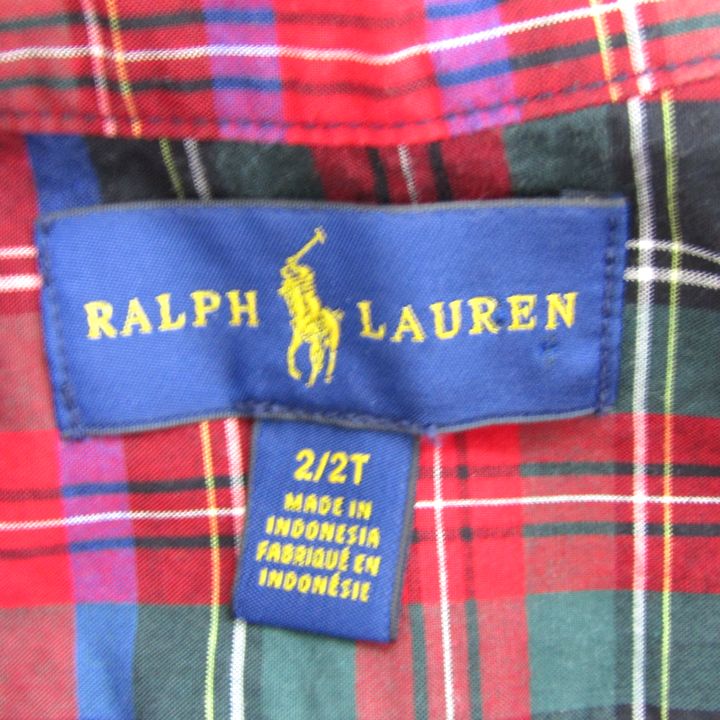 RALPH LAUREN
2/2T
MADE IN
INDONESIA
FABRIQUÉ EN
INDONÉSIE